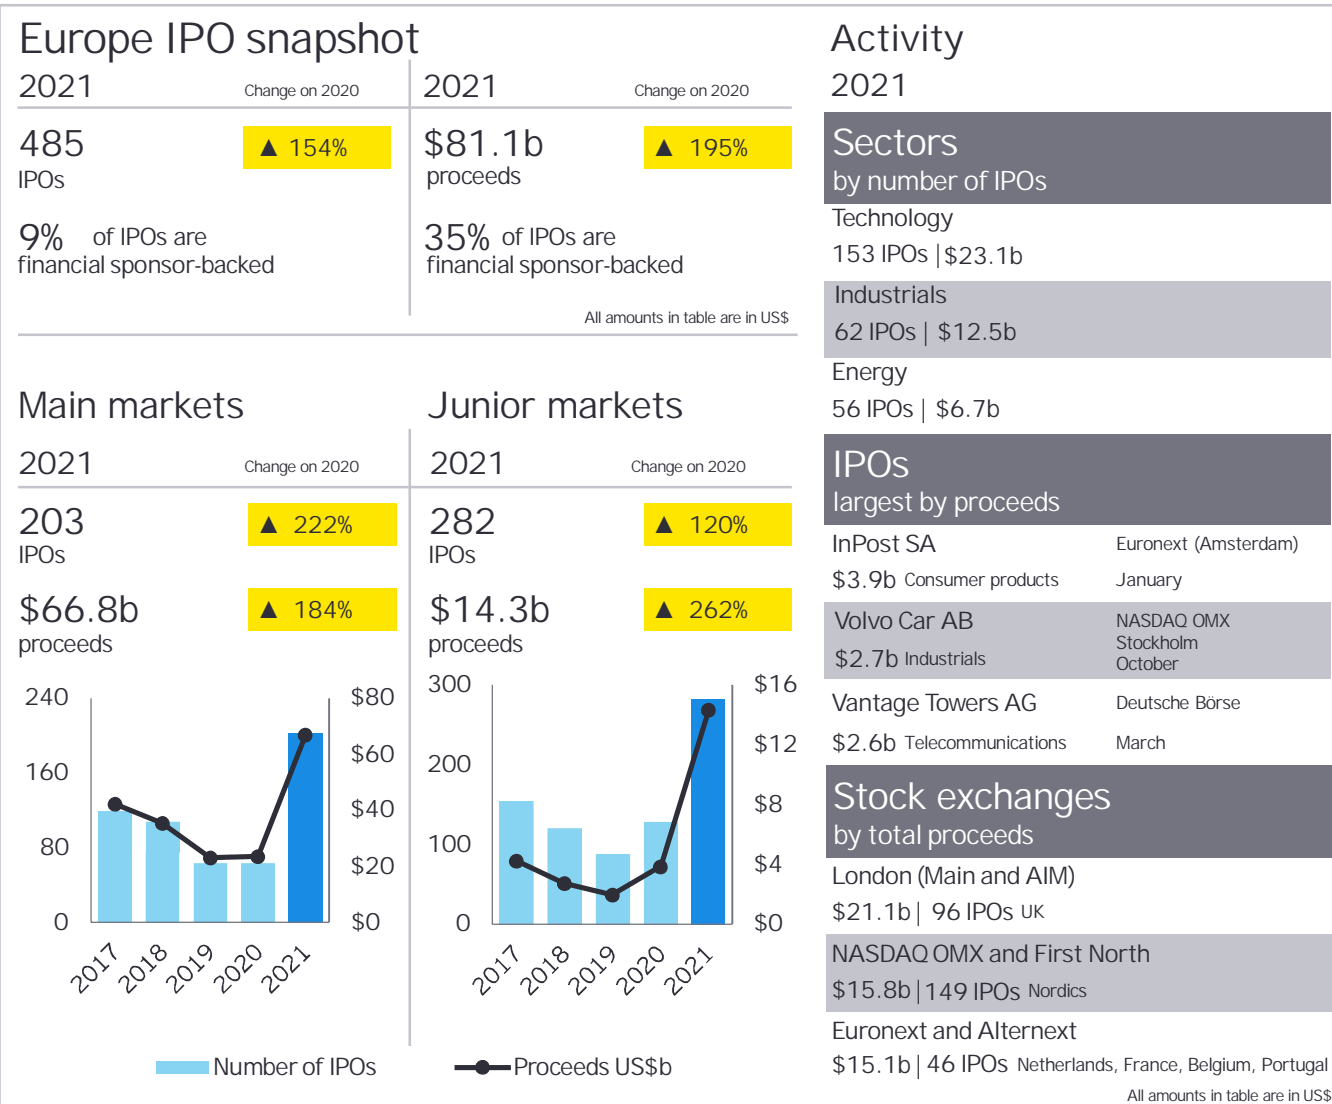 Europe IPO snapshot
2021 Change on 2020
485 ▲ 154%
IPOs
9% of IPOs are
financial sponsor-backed
2021 Change on 2020
$81.1b ▲ 195%
proceeds
35% of IPOs are
financial sponsor-backed
All amounts in table are in US$
Main markets
2021 Change on 2020
203 ▲ 222%
IPOs
$66.8b ▲ 184%
proceeds
240 $80
$60
160
$40
80
$20
0 $0
2017 2018 2019 2020 2021
Junior markets
2021 Change on 2020
282 ▲ 120%
IPOs
$14.3b ▲ 262%
proceeds
300 $16
$12
200
$8
100
$4
0 $0
2017 2018 2019 2020 2021
Number of IPOs Proceeds US$b
Activity
2021
Sectors
by number of IPOs
Technology
153 IPOs | $23.1b
Industrials
62 IPOs | $12.5b
Energy
56 IPOs | $6.7b
IPOs
largest by proceeds
InPost SA Euronext (Amsterdam)
$3.9b Consumer products January
Volvo Car AB NASDAQ OMX
Stockholm
$2.7b Industrials October
Vantage Towers AG Deutsche Börse
$2.6b Telecommunications March
Stock exchanges
by total proceeds
London (Main and AIM)
$21.1b | 96 IPOs UK
NASDAQ OMX and First North
$15.8b | 149 IPOs Nordics
Euronext and Alternext
$15.1b | 46 IPOs Netherlands, France, Belgium, Portugal
All amounts in table are in US$